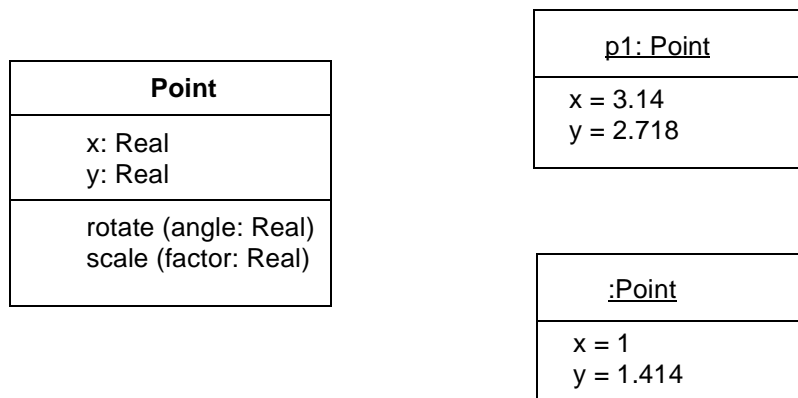 Point
x: Real
y: Real
rotate (angle: Real)
scale (factor: Real)
p1: Point
x = 3.14
y = 2.718
:Point
x = 1
y = 1.414